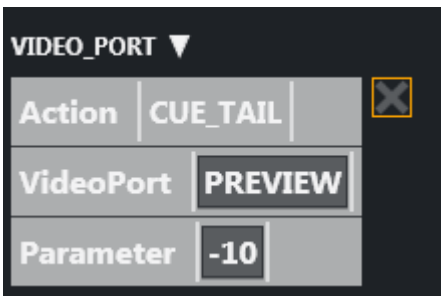 VIDEO_PORT ▼
Action CUE_TAIL
VideoPort PREVIEW
Parameter -10